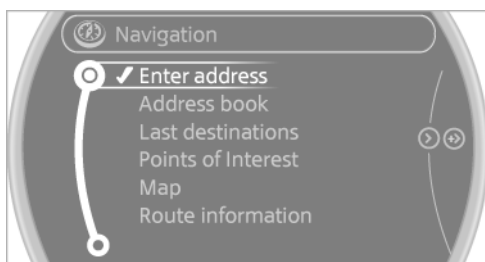 Navigation
Enter address
Address book
Last destinations
Points of Interest
Map
Route information